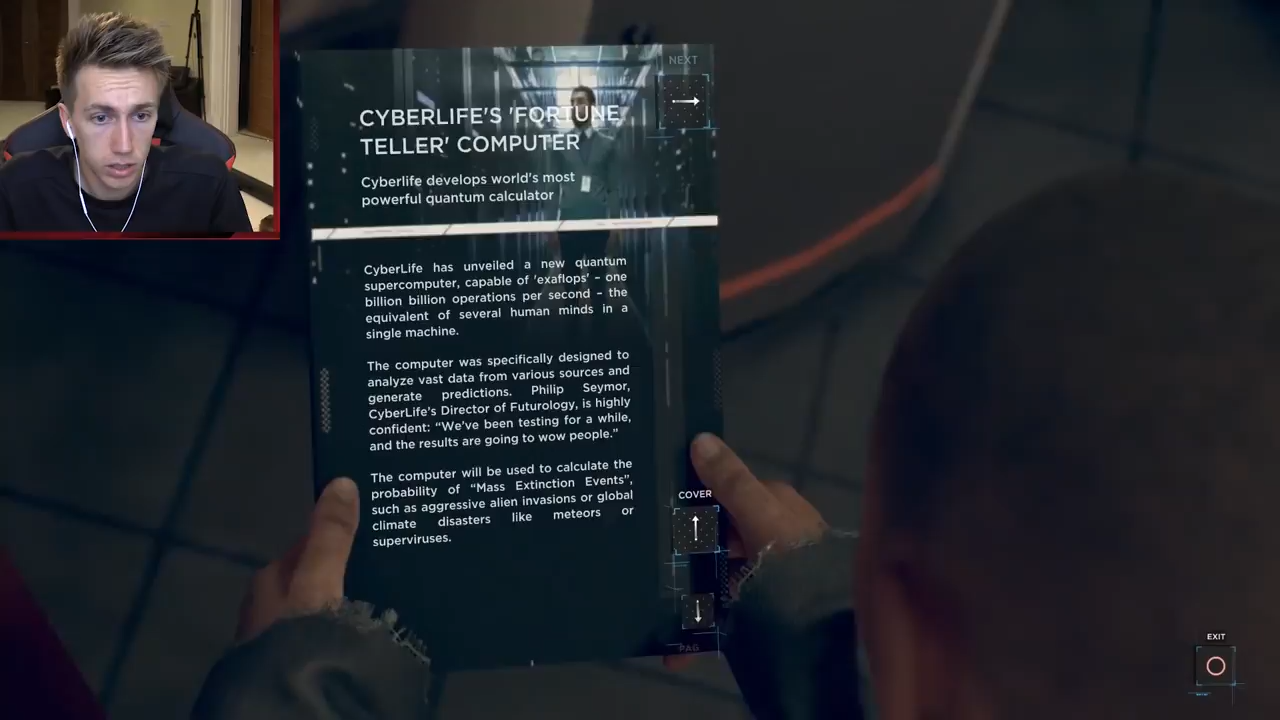 NEXT
CYBERLIFE'S 'FORTUNE
TELLER' COMPUTER
Cyberlife develops world's most
powerful quantum calculator
CyberLife has unveiled a new quantum
supercomputer, capable of 'exaflops' – one
billion billion operations per second – the
equivalent of several human minds in a
single machine.
The computer was specifically designed to
analyze vast data from various sources and
generate predictions. Philip Seymor,
CyberLife's Director of Futurology, is highly
confident: “We've been testing for a while,
and the results are going to wow people.”
The computer will be used to calculate the
probability of “Mass Extinction Events”,
such as aggressive alien invasions or global
climate disasters like meteors or
superviruses.
COVER
PAG
EXIT